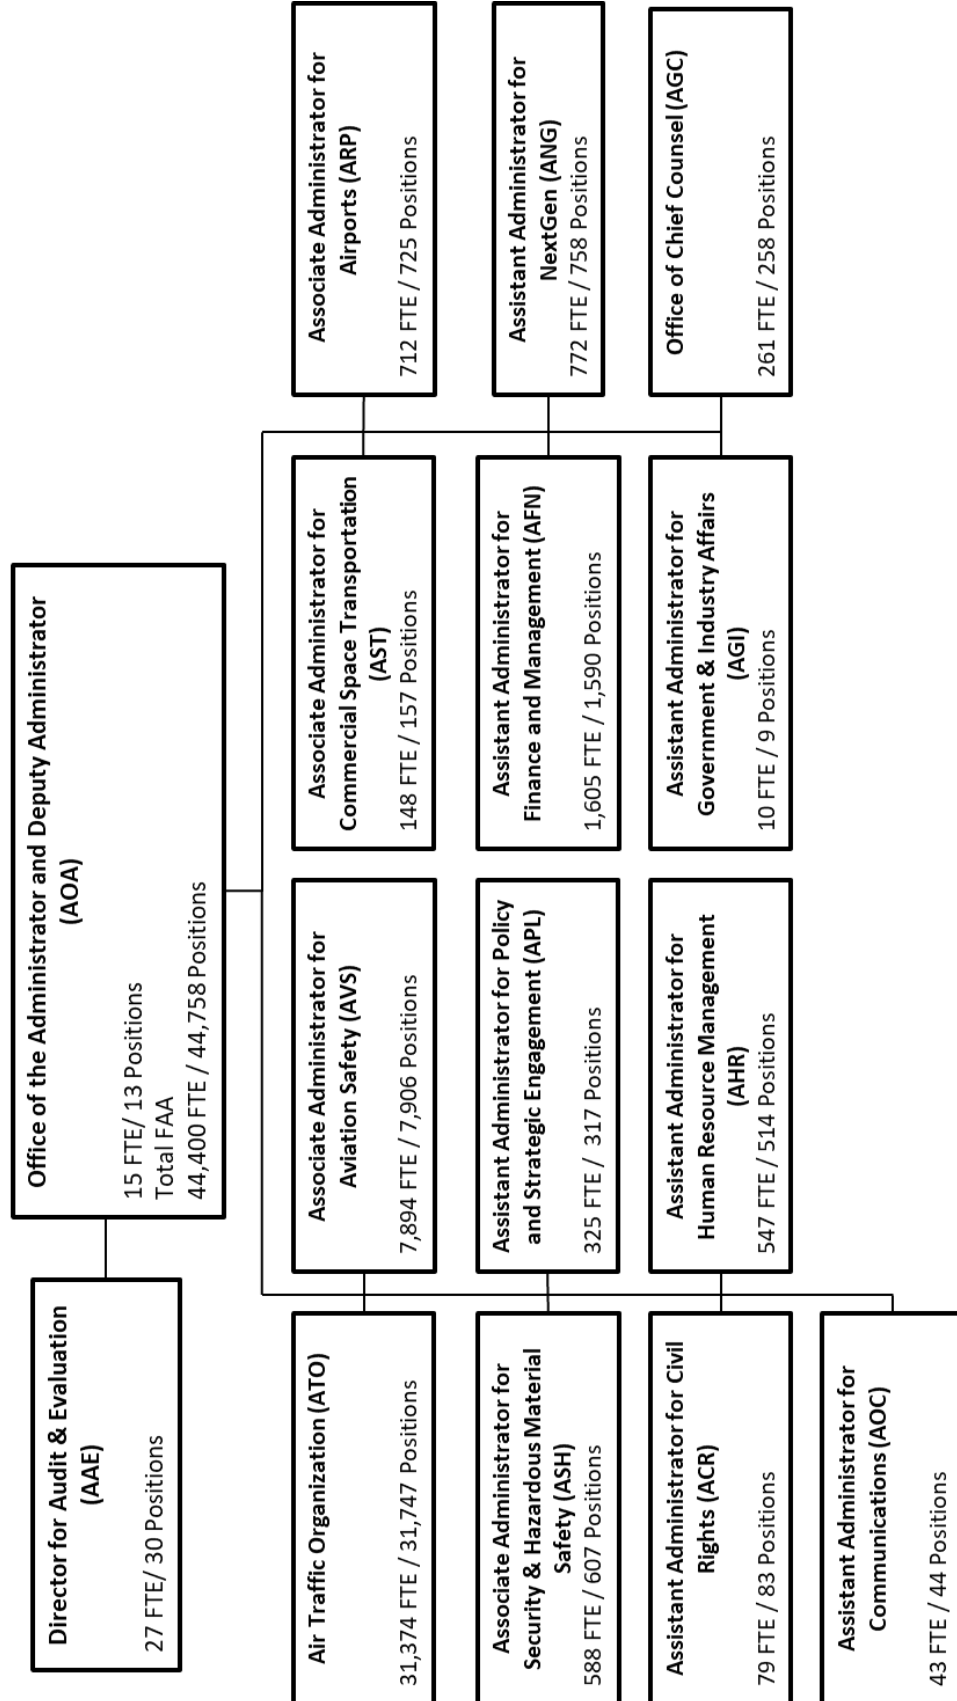 Office of the Administrator and Deputy Administrator
(AOA)
15 FTE/ 13 Positions
Total FAA
44,400 FTE / 44,758 Positions
Director for Audit & Evaluation
(AAE)
27 FTE/ 30 Positions
Air Traffic Organization (ATO)
31,374 FTE / 31,747 Positions
Associate Administrator for
Aviation Safety (AVS)
7,894 FTE / 7,906 Positions
Associate Administrator for
Commercial Space Transportation
(AST)
148 FTE / 157 Positions
Associate Administrator for
Airports (ARP)
712 FTE / 725 Positions
Associate Administrator for
Security & Hazardous Material
Safety (ASH)
588 FTE / 607 Positions
Assistant Administrator for Policy
and Strategic Engagement (APL)
325 FTE / 317 Positions
Assistant Administrator for
Finance and Management (AFN)
1,605 FTE / 1,590 Positions
Assistant Administrator for
NextGen (ANG)
772 FTE / 758 Positions
Assistant Administrator for Civil
Rights (ACR)
79 FTE / 83 Positions
Assistant Administrator for
Human Resource Management
(AHR)
547 FTE / 514 Positions
Assistant Administrator for
Government & Industry Affairs
(AGI)
10 FTE / 9 Positions
Office of Chief Counsel (AGC)
261 FTE / 258 Positions
Assistant Administrator for
Communications (AOC)
43 FTE / 44 Positions